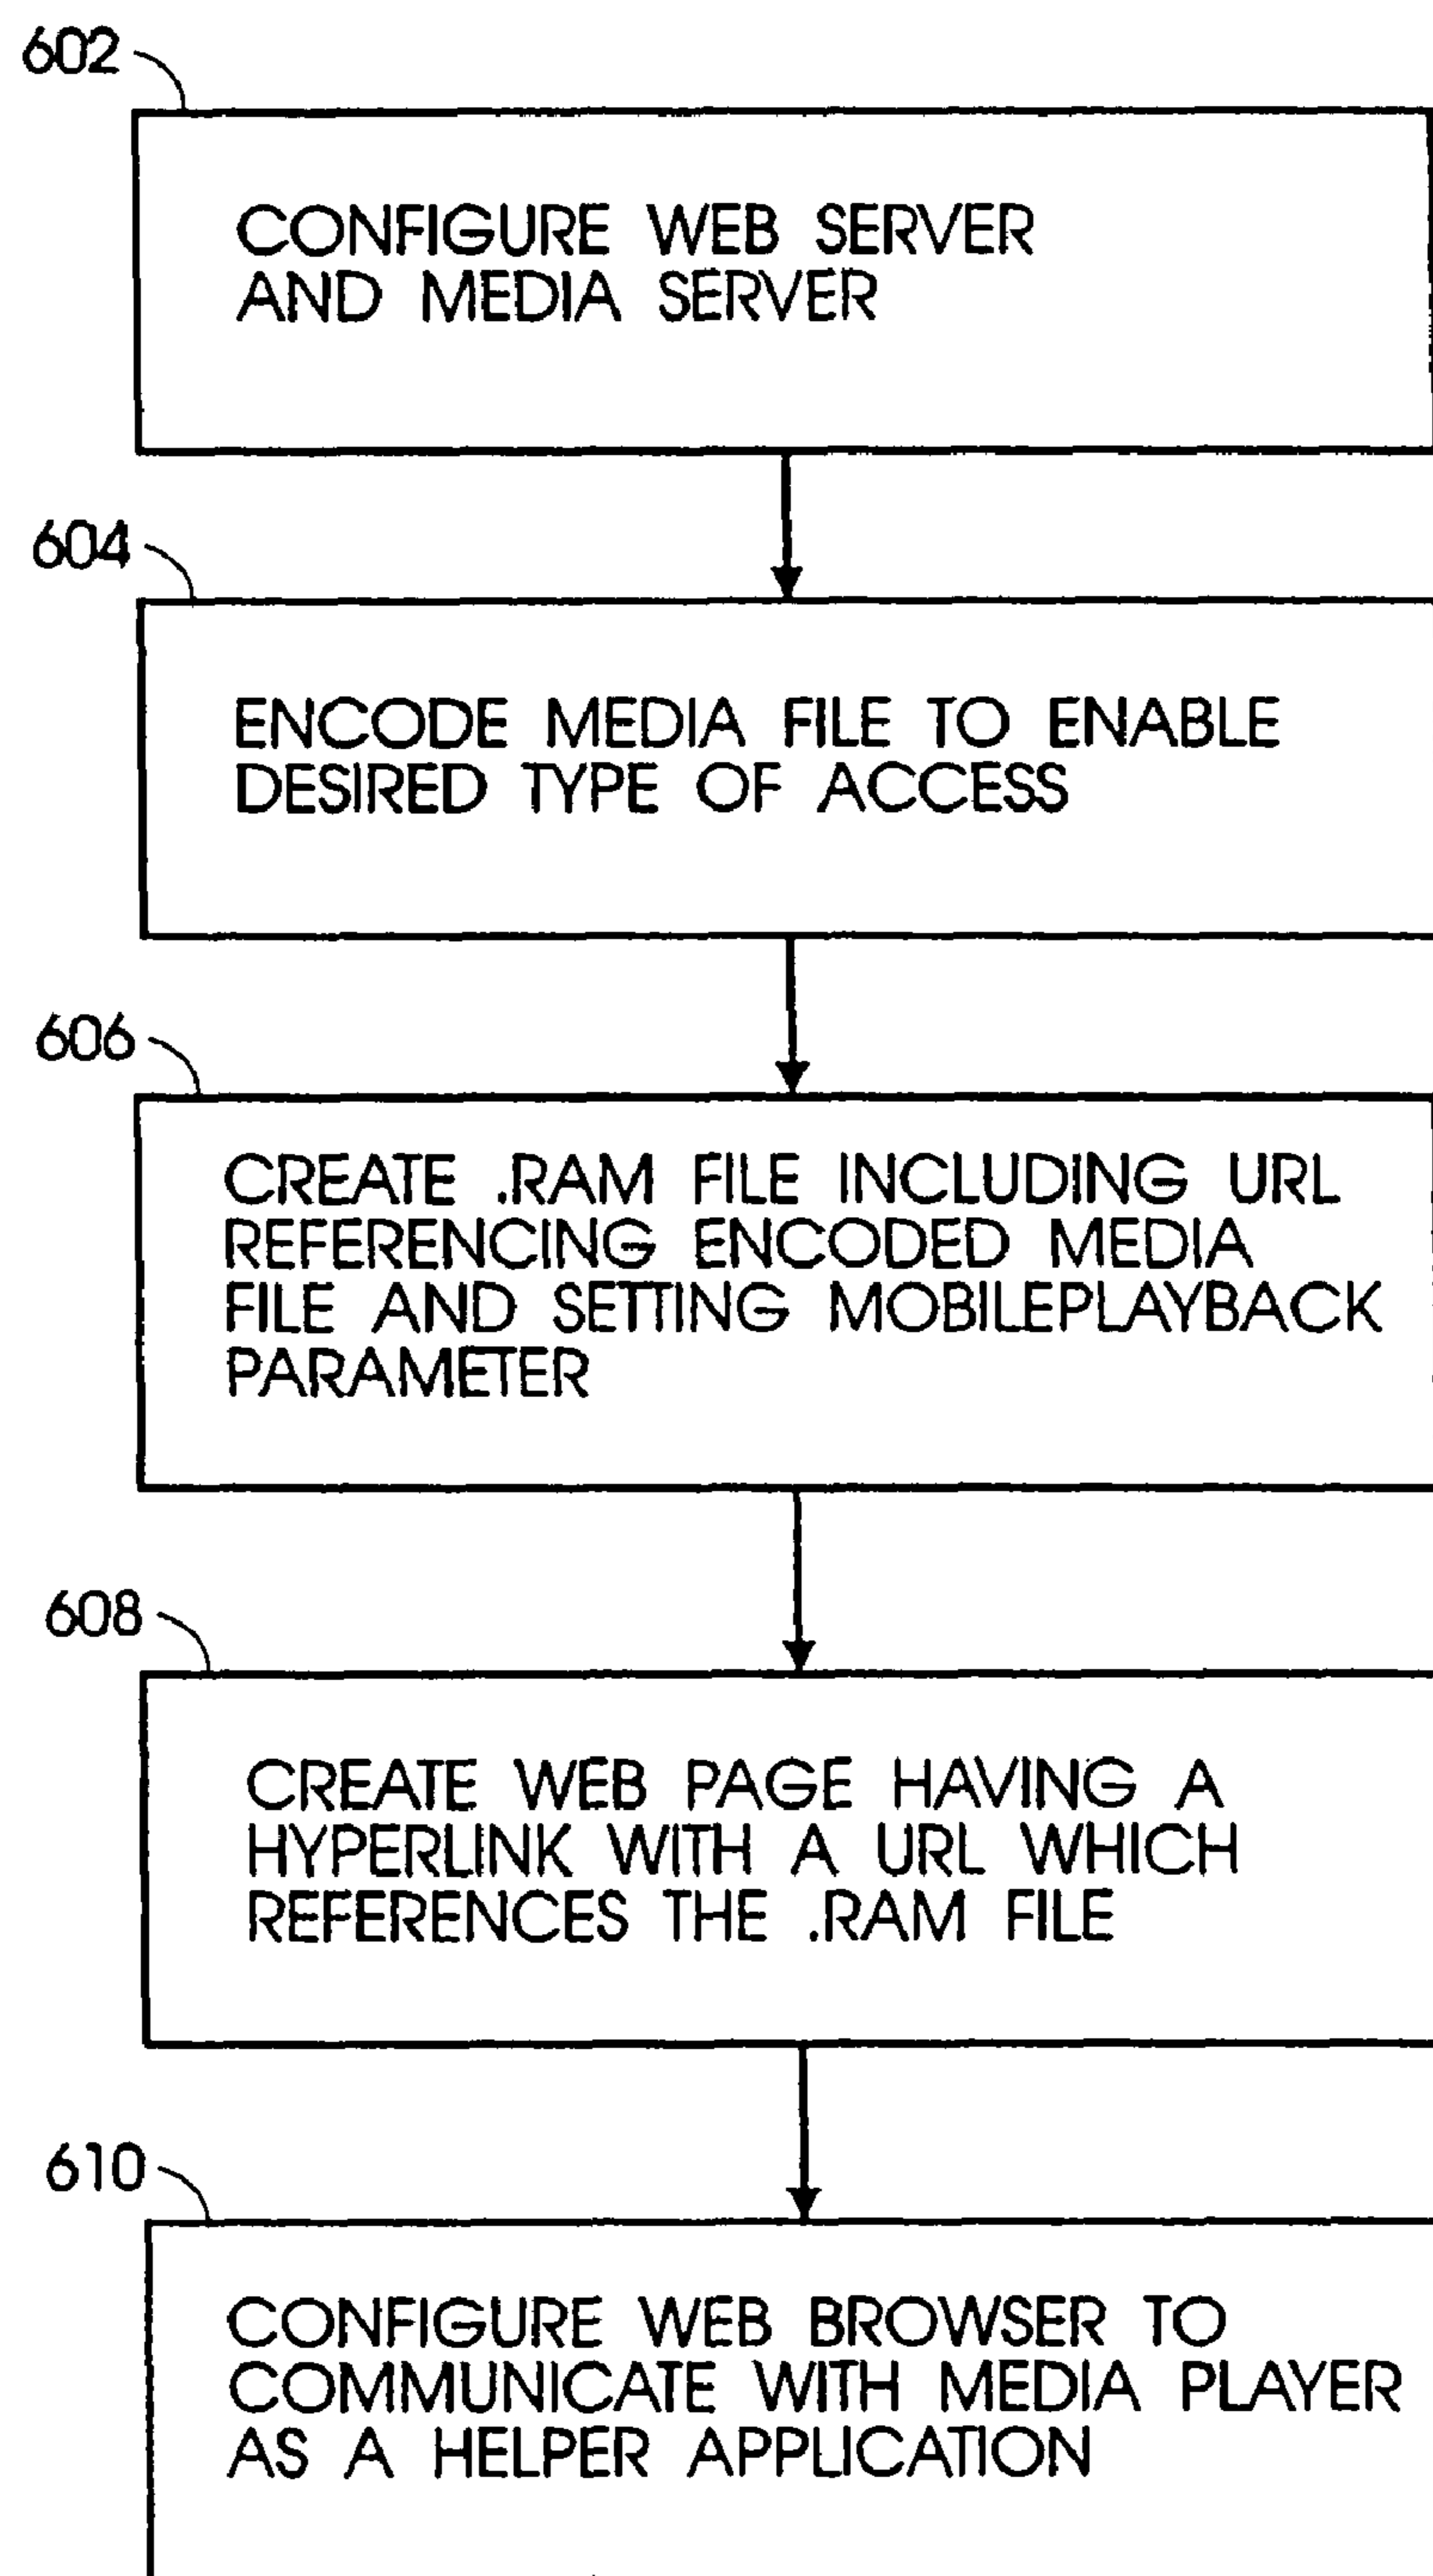 602
CONFIGURE WEB SERVER
AND MEDIA SERVER
604
ENCODE MEDIA FILE TO ENABLE
DESIRED TYPE OF ACCESS
606
CREATE .RAM FILE INCLUDING URL
REFERENCING ENCODED MEDIA
FILE AND SETTING MOBILEPLAYBACK
PARAMETER
608
CREATE WEB PAGE HAVING A
HYPERLINK WITH A URL WHICH
REFERENCES THE .RAM FILE
610
CONFIGURE WEB BROWSER TO
COMMUNICATE WITH MEDIA PLAYER
AS A HELPER APPLICATION